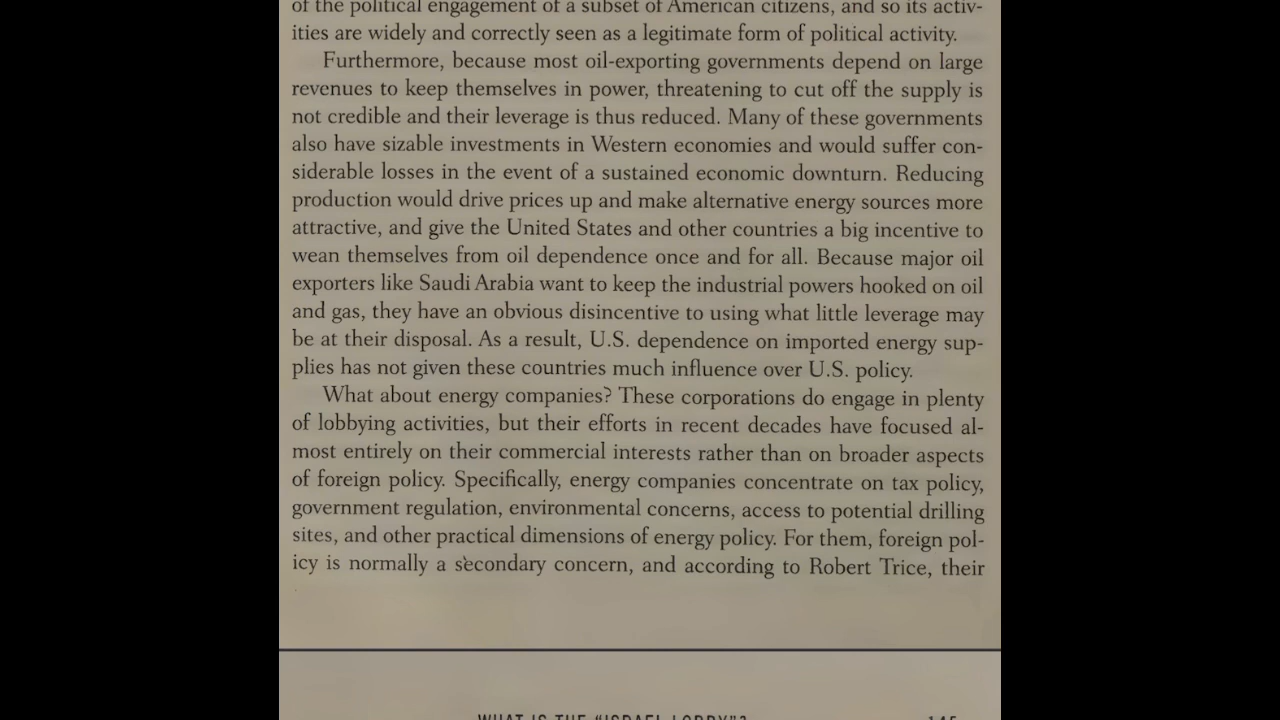 of the political engagement of a subset of American citizens, and so its activ-
ities are widely and correctly seen as a legitimate form of political activity.
Furthermore, because most oil-exporting governments depend on large
revenues to keep themselves in power, threatening to cut off the supply is
not credible and their leverage is thus reduced. Many of these governments
also have sizable investments in Western economies and would suffer con-
siderable losses in the event of a sustained economic downturn. Reducing
production would drive prices up and make alternative energy sources more
attractive, and give the United States and other countries a big incentive to
wean themselves from oil dependence once and for all. Because major oil
exporters like Saudi Arabia want to keep the industrial powers hooked on oil
and gas, they have an obvious disincentive to using what little leverage may
be at their disposal. As a result, U.S. dependence on imported energy sup-
plies has not given these countries much influence over U.S. policy.
What about energy companies? These corporations do engage in plenty
of lobbying activities, but their efforts in recent decades have focused al-
most entirely on their commercial interests rather than on broader aspects
of foreign policy. Specifically, energy companies concentrate on tax policy,
government regulation, environmental concerns, access to potential drilling
sites, and other practical dimensions of energy policy. For them, foreign pol-
icy is normally a secondary concern, and according to Robert Trice, their
WHAT IS THE "ISRAEL LOBBY"? 145